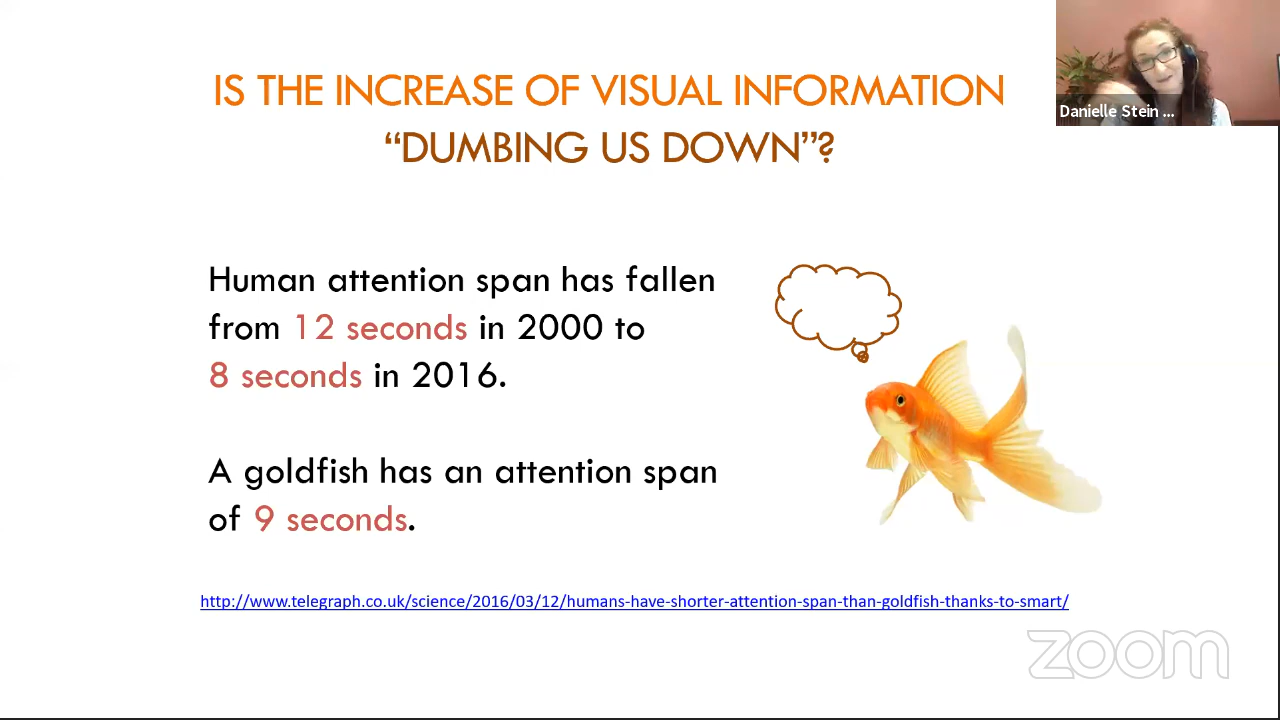 IS THE INCREASE OF VISUAL INFORMATION
“DUMBING US DOWN”?
Danielle Stein ...
Human attention span has fallen
from 12 seconds in 2000 to
8 seconds in 2016.
A goldfish has an attention span
of 9 seconds.
http://www.telegraph.co.uk/science/2016/03/12/humans-have-shorter-attention-span-than-goldfish-thanks-to-smart/
zoom